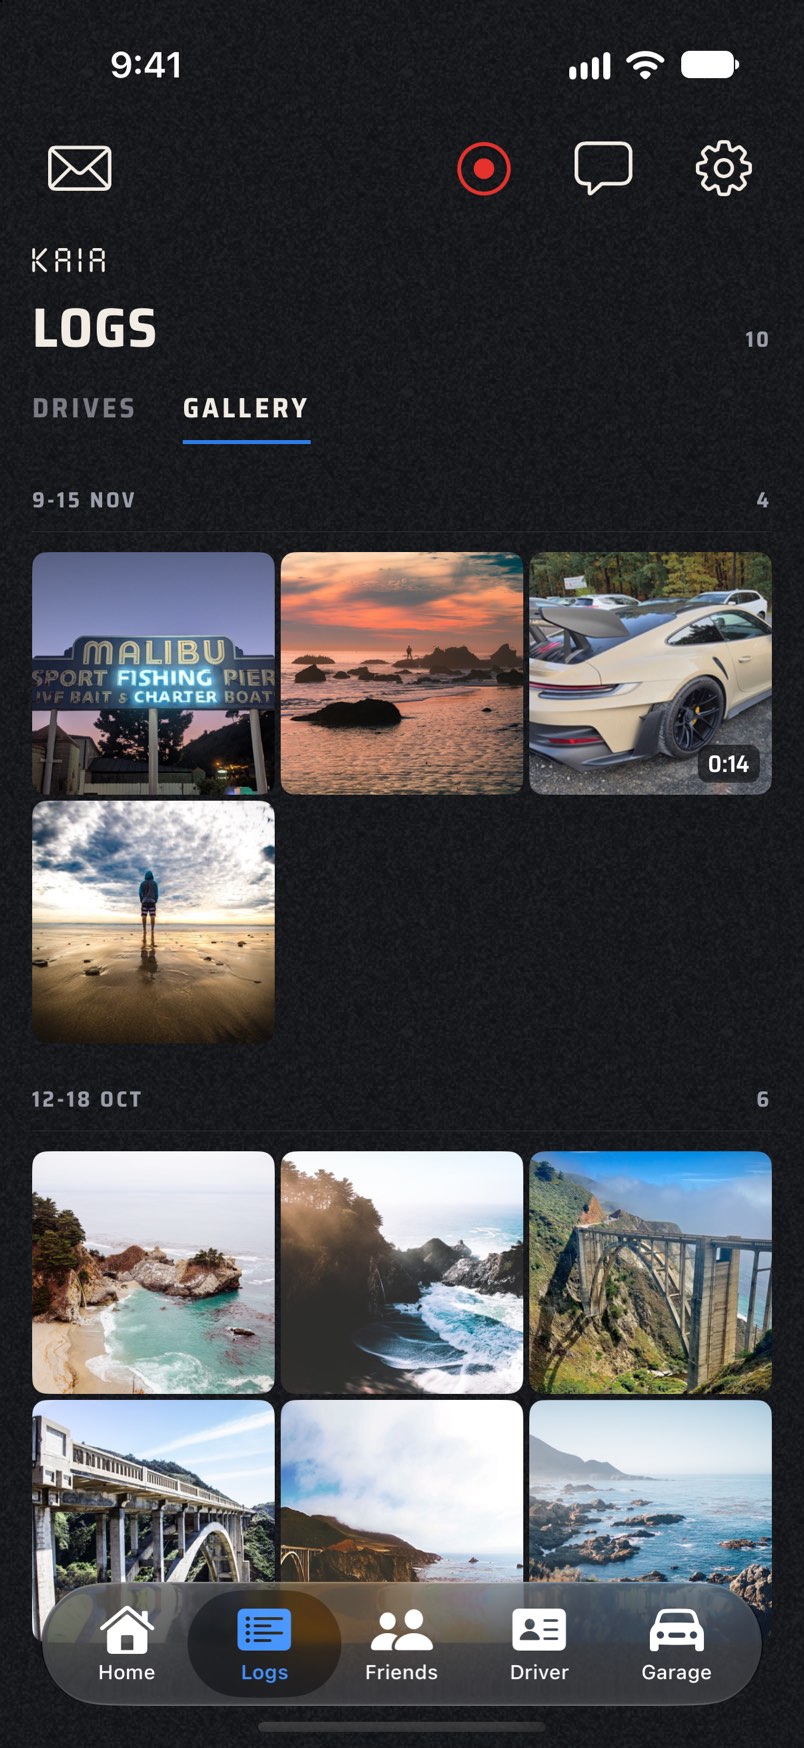 9:41
KAIA
LOGS
10
DRIVES GALLERY
9-15 NOV 4
MALIBU
SPORT FISHING PIER
LIVE BAIT & CHARTER BOAT
0:14
12-18 OCT 6
Home Logs Friends Driver Garage